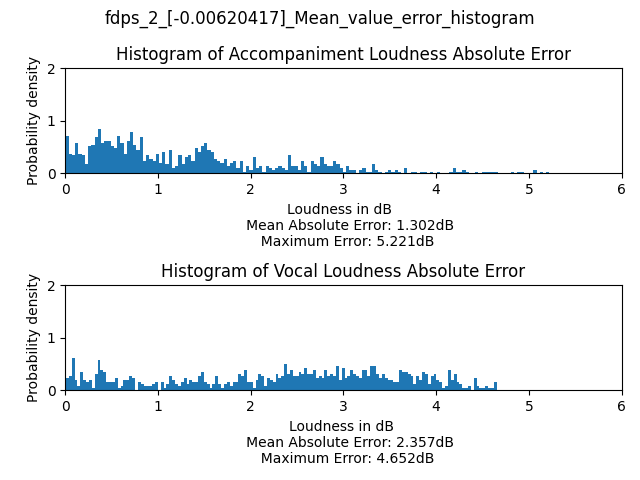 fdps_2_[-0.00620417]_Mean_value_error_histogram
Histogram of Accompaniment Loudness Absolute Error
Probability density
2
1
0
0 1 2 3 4 5 6
Loudness in dB
Mean Absolute Error: 1.302dB
Maximum Error: 5.221dB
Histogram of Vocal Loudness Absolute Error
Probability density
2
1
0
0 1 2 3 4 5 6
Loudness in dB
Mean Absolute Error: 2.357dB
Maximum Error: 4.652dB